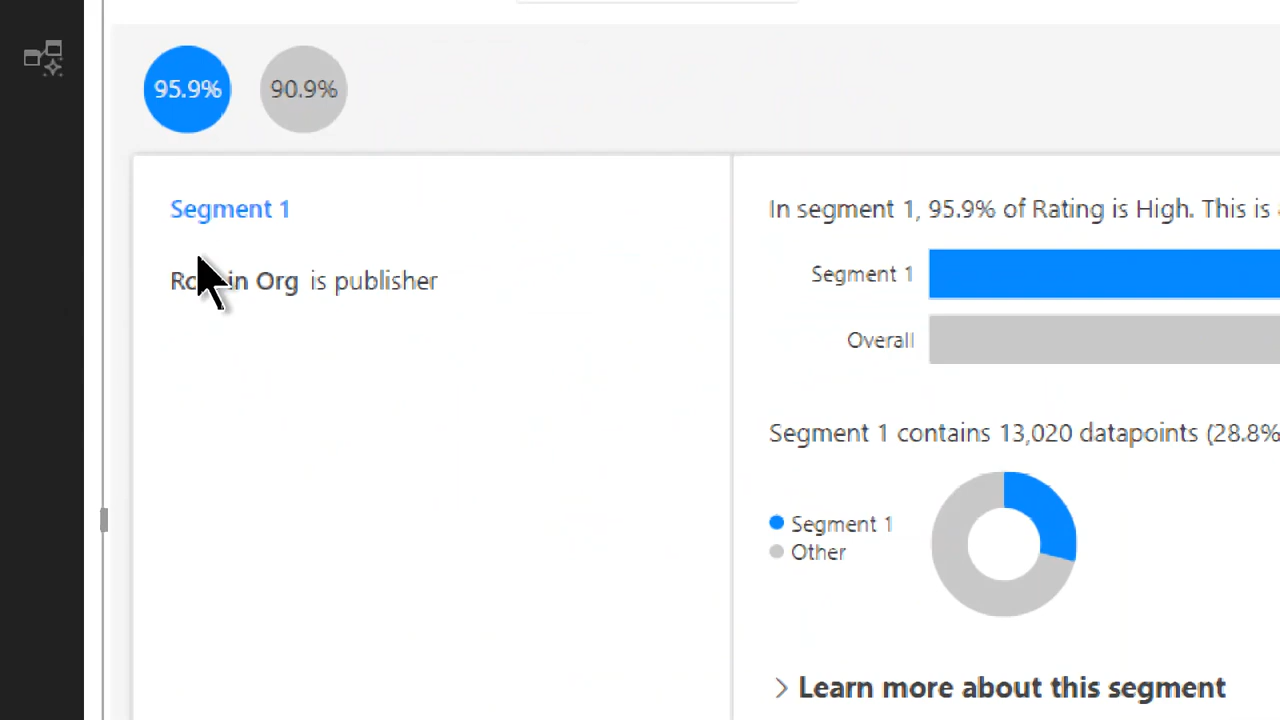 95.9% 90.9%
Segment 1
in Org is publisher
In segment 1, 95.9% of Rating is High. This is
Segment 1
Overall
Segment 1 contains 13,020 datapoints (28.8%
Segment 1
Other
Learn more about this segment